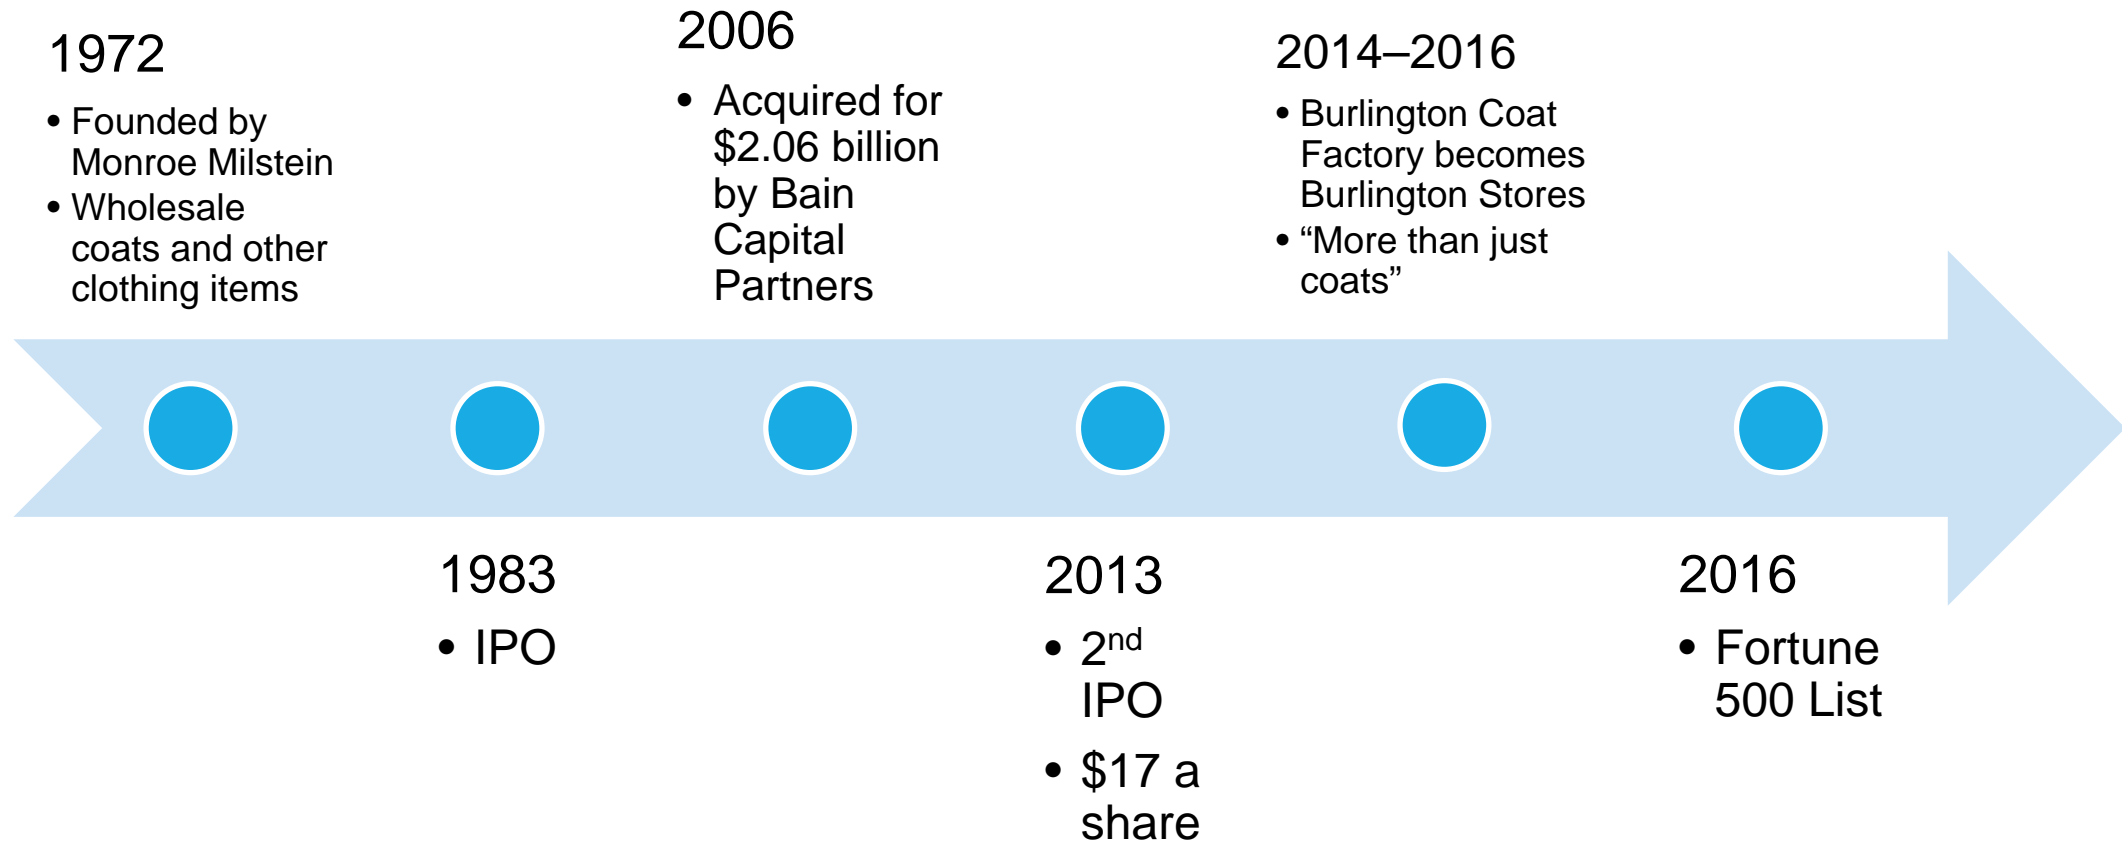 1972
• Founded by
Monroe Milstein
• Wholesale
coats and other
clothing items
2006
• Acquired for
$2.06 billion
by Bain
Capital
Partners
2014–2016
• Burlington Coat
Factory becomes
Burlington Stores
• “More than just
coats”
1983
• IPO
2013
• 2nd
IPO
• $17 a
share
2016
• Fortune
500 List